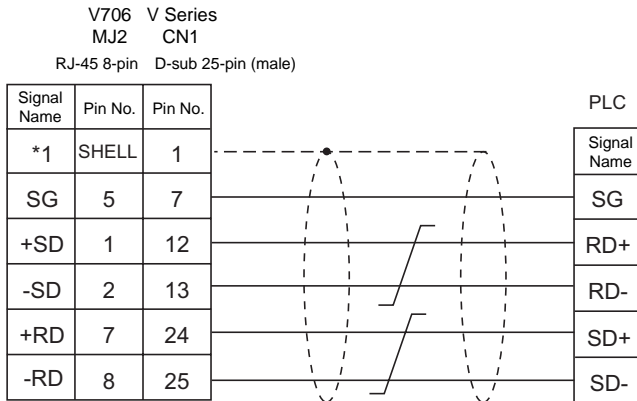 V706 V Series
MJ2 CN1
RJ-45 8-pin D-sub 25-pin (male)
PLC
Signal Name Pin No. Pin No. Signal Name
*1 SHELL 1
SG 5 7 SG
+SD 1 12 RD+
-SD 2 13 RD-
+RD 7 24 SD+
-RD 8 25 SD-